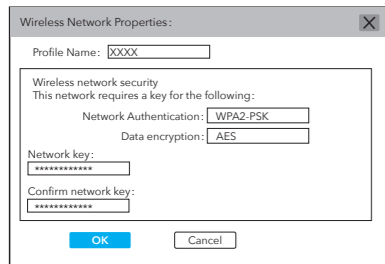 Wireless Network Properties:
Profile Name: XXXX
Wireless network security
This network requires a key for the following:
Network Authentication: WPA2-PSK
Data encryption: AES
Network key:
************
Confirm network key:
************
OK Cancel